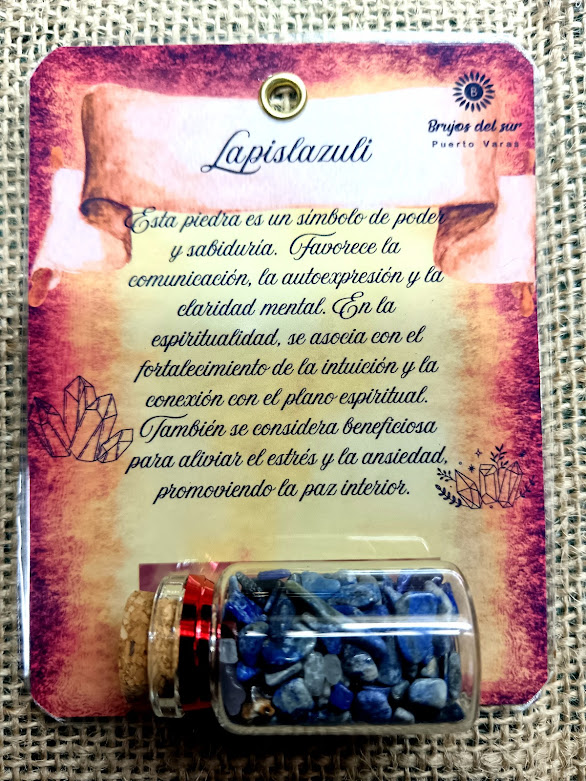 B
Brujos del sur
Puerto Varas
Lapislazuli
Esta piedra es un símbolo de poder
y sabiduría. Favorece la
comunicación, la autoexpresión y la
claridad mental. En la
espiritualidad, se asocia con el
fortalecimiento de la intuición y la
conexión con el plano espiritual.
También se considera beneficiosa
para aliviar el estrés y la ansiedad,
promoviendo la paz interior.